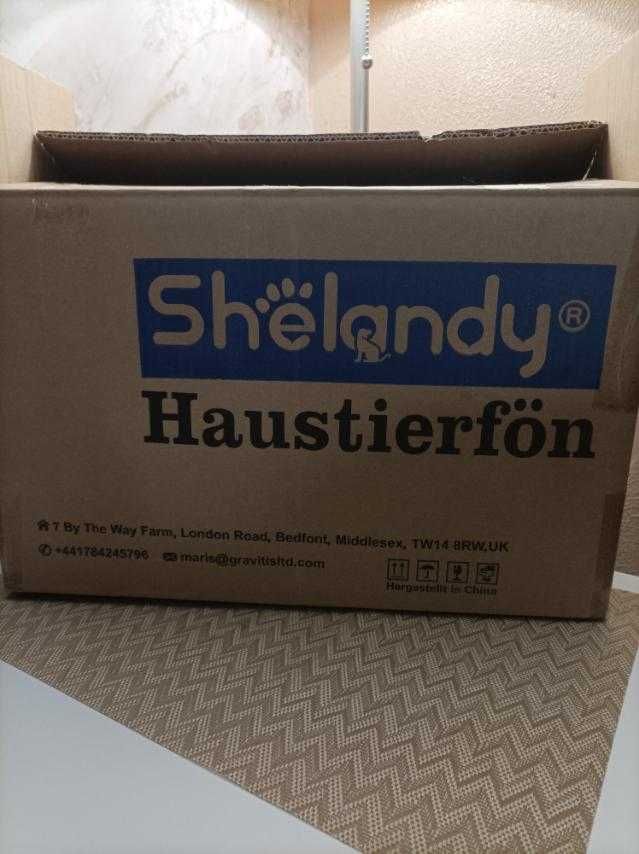 Shelandy®
Haustierfön
7 By The Way Farm, London Road, Bedfont, Middlesex, TW14 8RW,UK
+441784245796 maris@gravitisltd.com
Hergestellt in China